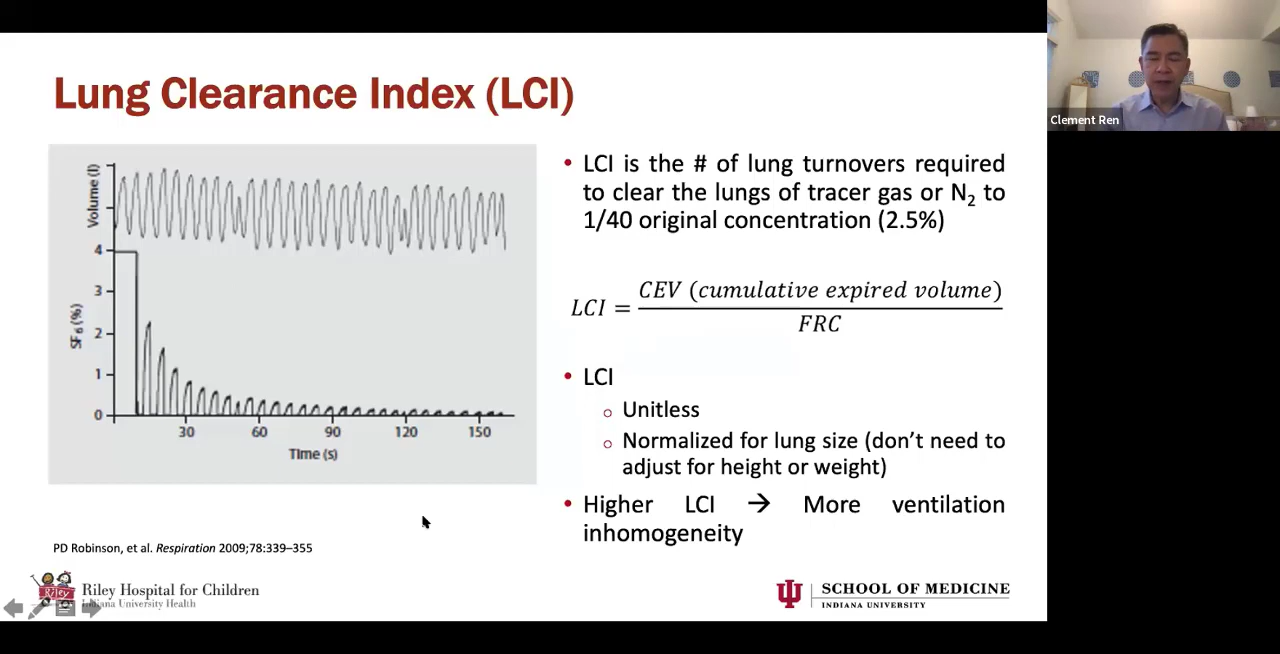 Lung Clearance Index (LCI)
Clement Ren
Volume (l)
4
3
2
1
0
SF6 (%)
30
60
90
120
150
Time (s)
• LCI is the # of lung turnovers required
to clear the lungs of tracer gas or N2 to
1/40 original concentration (2.5%)
LCI = CEV (cumulative expired volume)
FRC
• LCI
o Unitless
o Normalized for lung size (don't need to
adjust for height or weight)
• Higher LCI → More ventilation
inhomogeneity
PD Robinson, et al. Respiration 2009;78:339–355
Riley
Riley Hospital for Children
Indiana University Health
SCHOOL OF MEDICINE
INDIANA UNIVERSITY